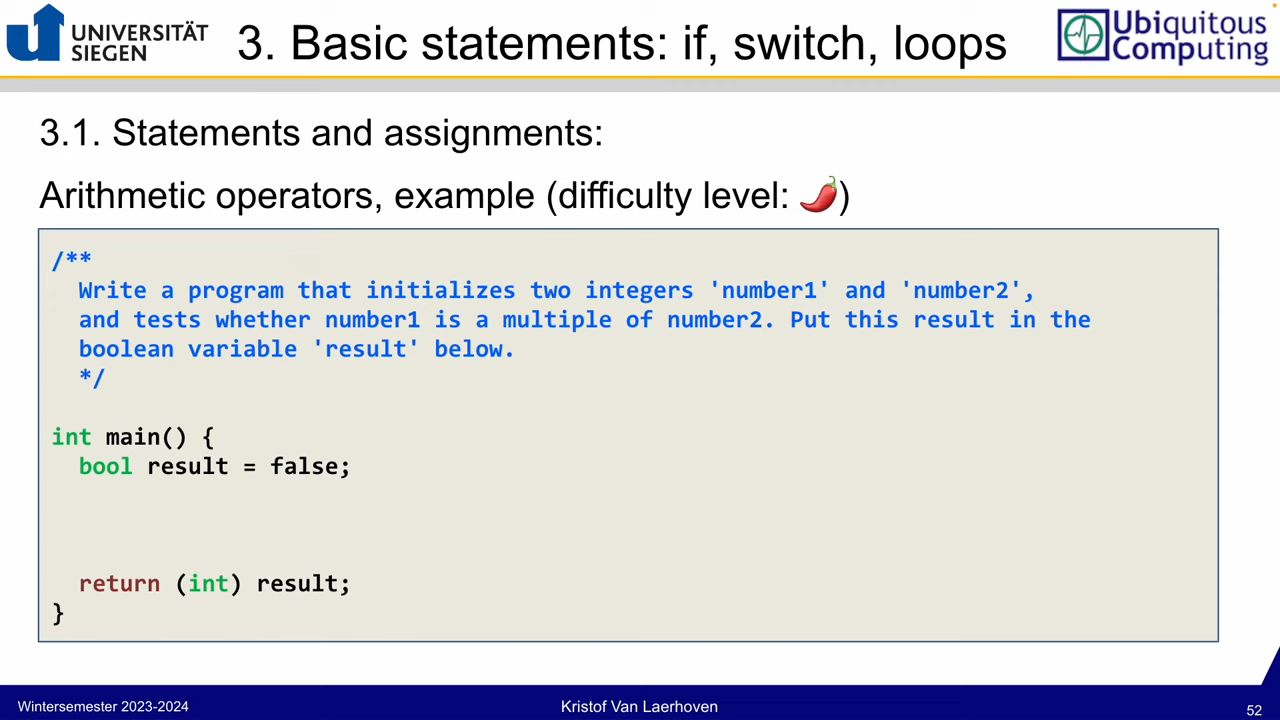 UNIVERSITÄT
SIEGEN
3. Basic statements: if, switch, loops
Ubiquitous
Computing
3.1. Statements and assignments:
Arithmetic operators, example (difficulty level: 🌶️)
/**
Write a program that initializes two integers 'number1' and 'number2',
and tests whether number1 is a multiple of number2. Put this result in the
boolean variable 'result' below.
*/
int main() {
bool result = false;
return (int) result;
}
Wintersemester 2023-2024
Kristof Van Laerhoven
52